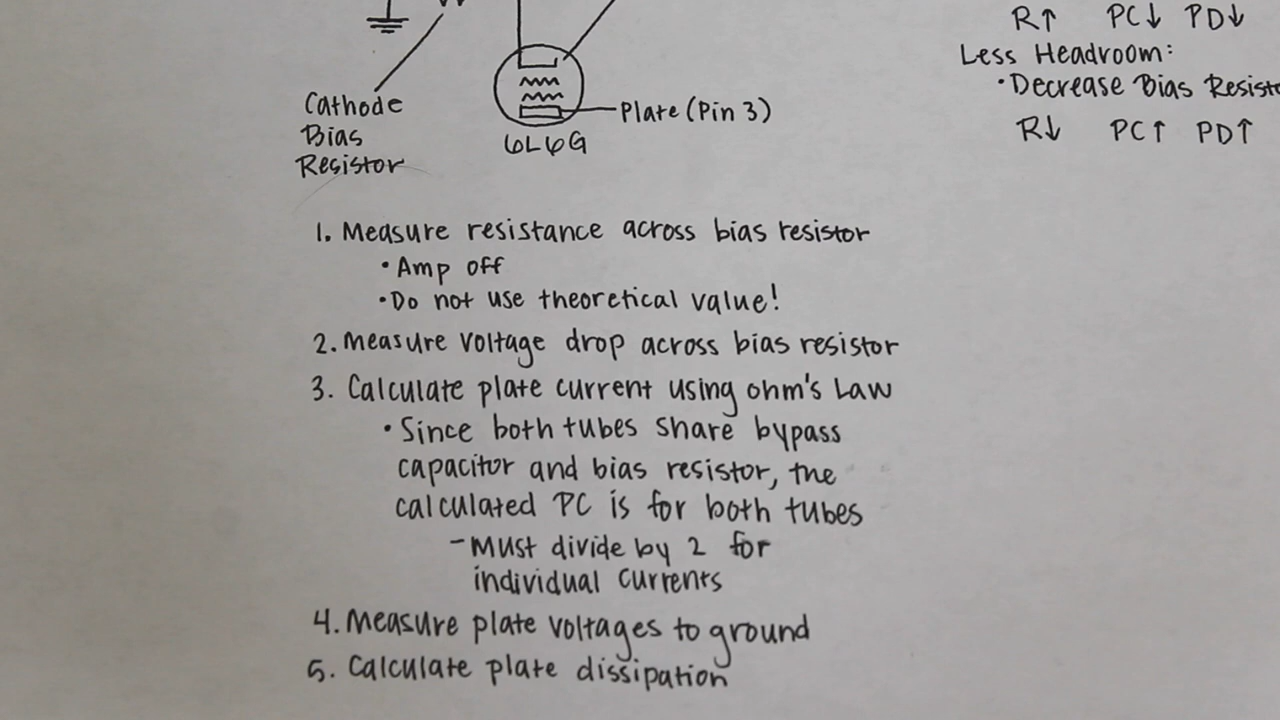 Cathode
Bias
Resistor
6L6G
Plate (Pin 3)
R↑ PC↓ PD↓
Less Headroom:
• Decrease Bias
R↓ PC↑ PD↑
1. Measure resistance across bias resistor
• Amp off
• Do not use theoretical value!
2. Measure voltage drop across bias resistor
3. Calculate plate current using ohm's Law
• Since both tubes share bypass
capacitor and bias resistor, the
calculated PC is for both tubes
- Must divide by 2 for
individual currents
4. Measure plate voltages to ground
5. Calculate plate dissipation